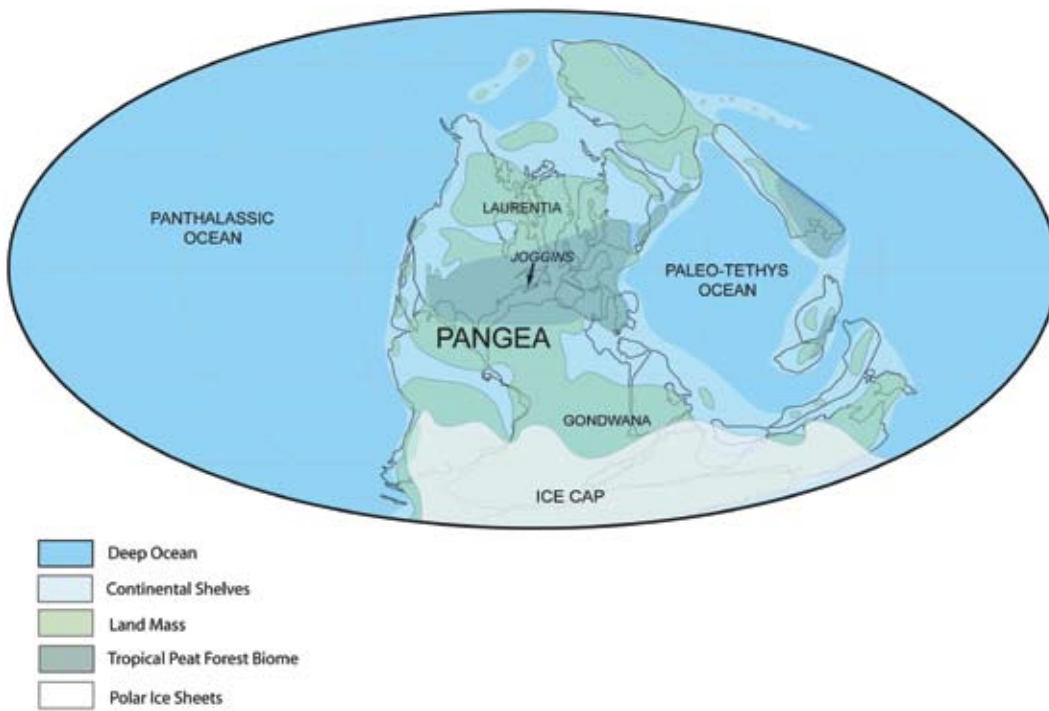 PANTHALASSIC
OCEAN
LAURENTIA
JOGGINS
PALEO-TETHYS
OCEAN
PANGEA
GONDWANA
ICE CAP
Deep Ocean
Continental Shelves
Land Mass
Tropical Peat Forest Biome
Polar Ice Sheets